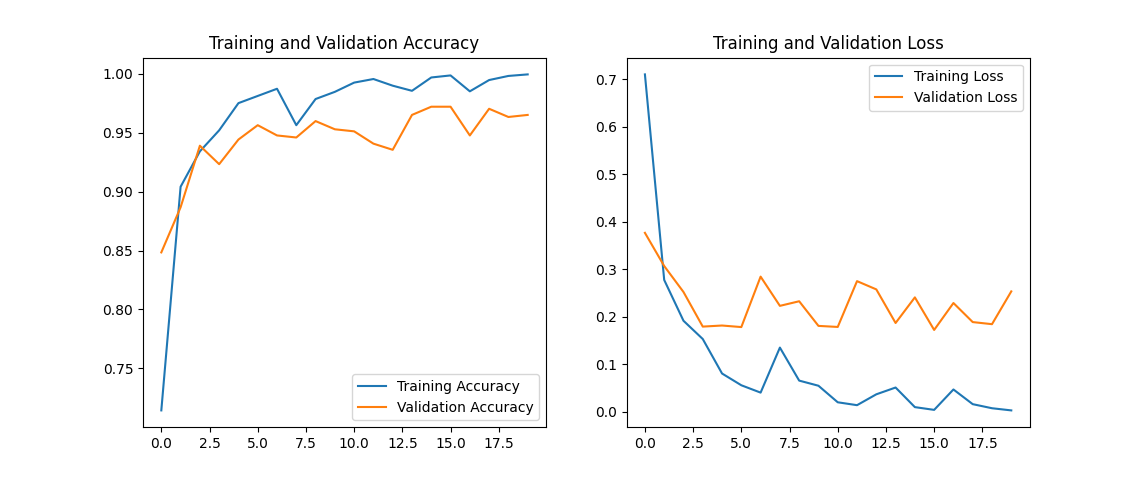 Training and Validation Accuracy
1.00
0.95
0.90
0.85
0.80
0.75
Training Accuracy
Validation Accuracy
0.0 2.5 5.0 7.5 10.0 12.5 15.0 17.5
Training and Validation Loss
Training Loss
Validation Loss
0.7
0.6
0.5
0.4
0.3
0.2
0.1
0.0
0.0 2.5 5.0 7.5 10.0 12.5 15.0 17.5